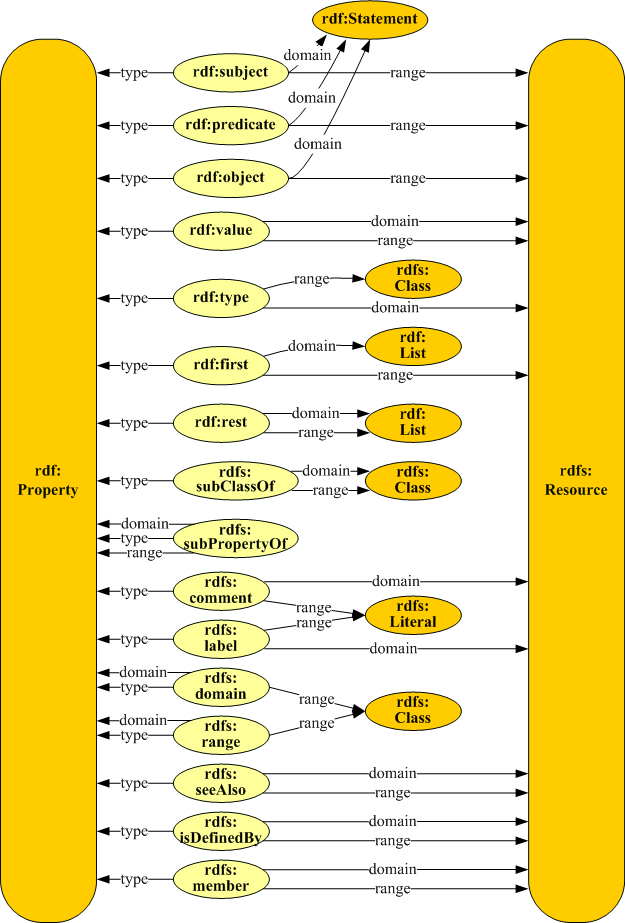 rdf:Statement
domain
type
rdf:subject
range
domain
type
rdf:predicate
range
domain
type
rdf:object
range
type
rdf:value
domain
range
type
rdf:type
range
rdfs:
Class
domain
type
rdf:first
domain
rdf:
List
range
type
rdf:rest
domain
range
rdf:
List
rdf:
Property
rdfs:
Resource
type
rdfs:
subClassOf
domain
range
rdfs:
Class
domain
type
range
rdfs:
subPropertyOf
type
rdfs:
comment
domain
range
rdfs:
Literal
range
type
rdfs:
label
domain
domain
type
rdfs:
domain
range
rdfs:
Class
domain
type
rdfs:
range
range
type
rdfs:
seeAlso
domain
range
type
rdfs:
isDefinedBy
domain
range
type
rdfs:
member
domain
range